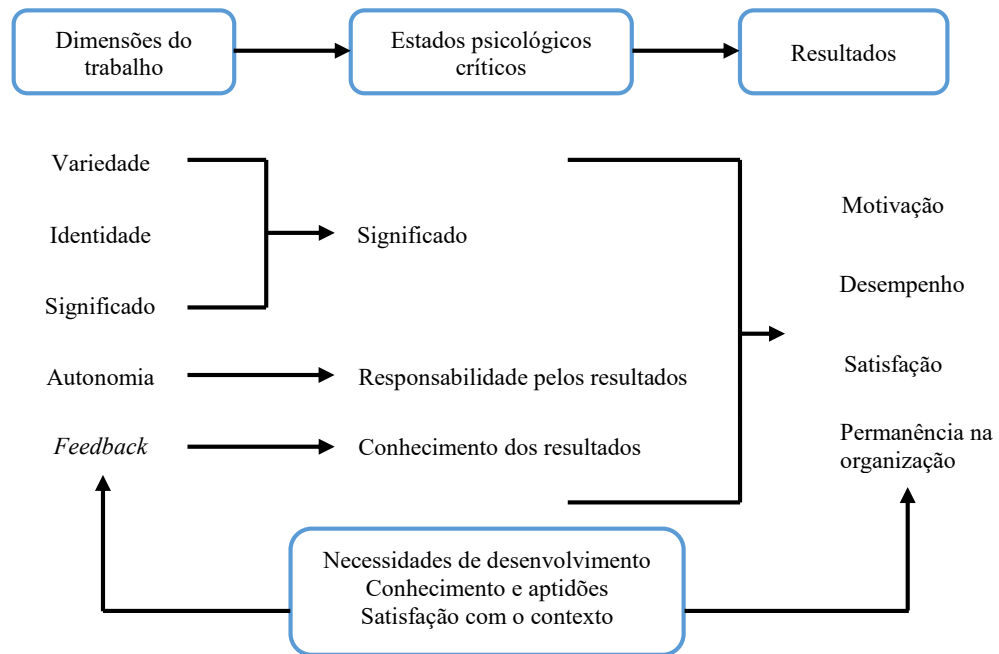 Dimensões do
trabalho
Estados psicológicos
críticos
Resultados
Variedade
Identidade
Significado
Autonomia
Feedback
Significado
Responsabilidade pelos resultados
Conhecimento dos resultados
Motivação
Desempenho
Satisfação
Permanência na
organização
Necessidades de desenvolvimento
Conhecimento e aptidões
Satisfação com o contexto